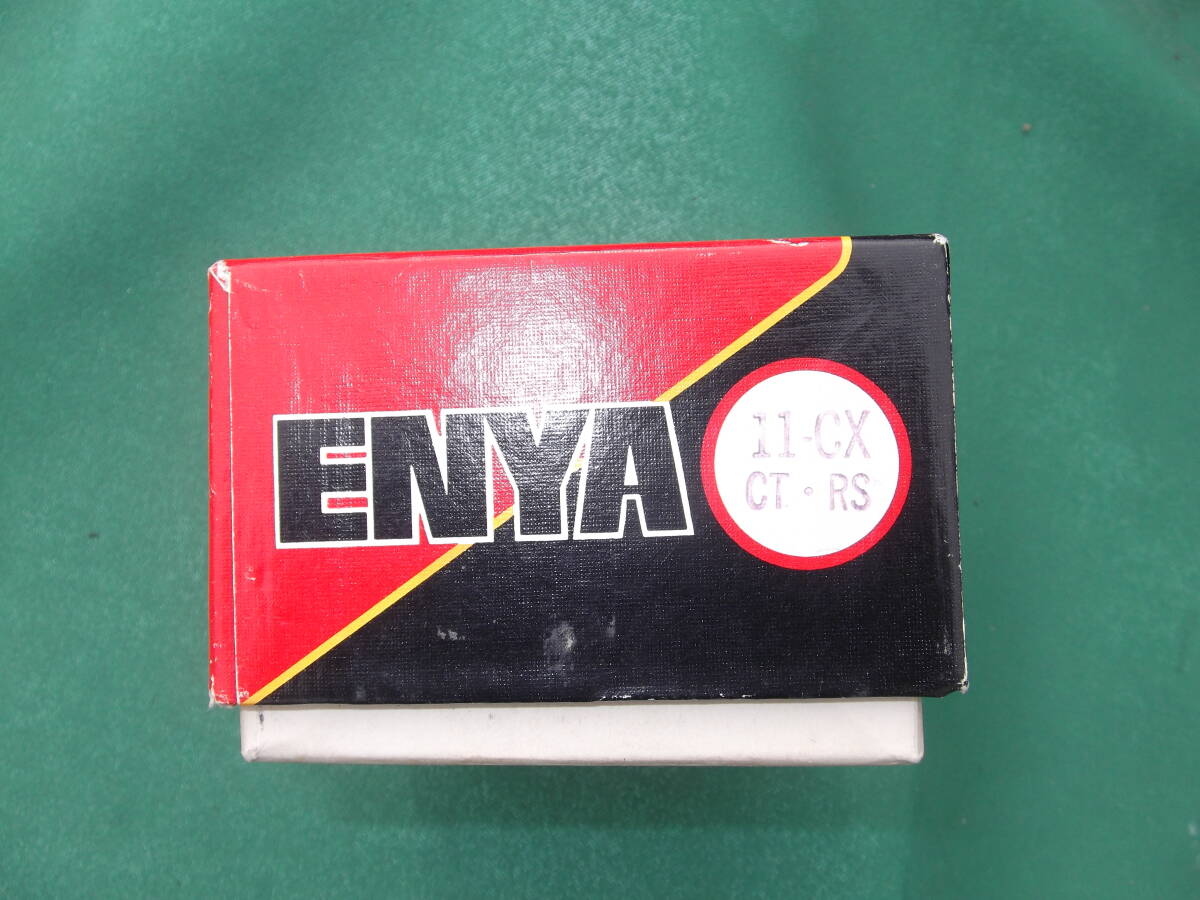 ENYA
11-CX
CT. RS